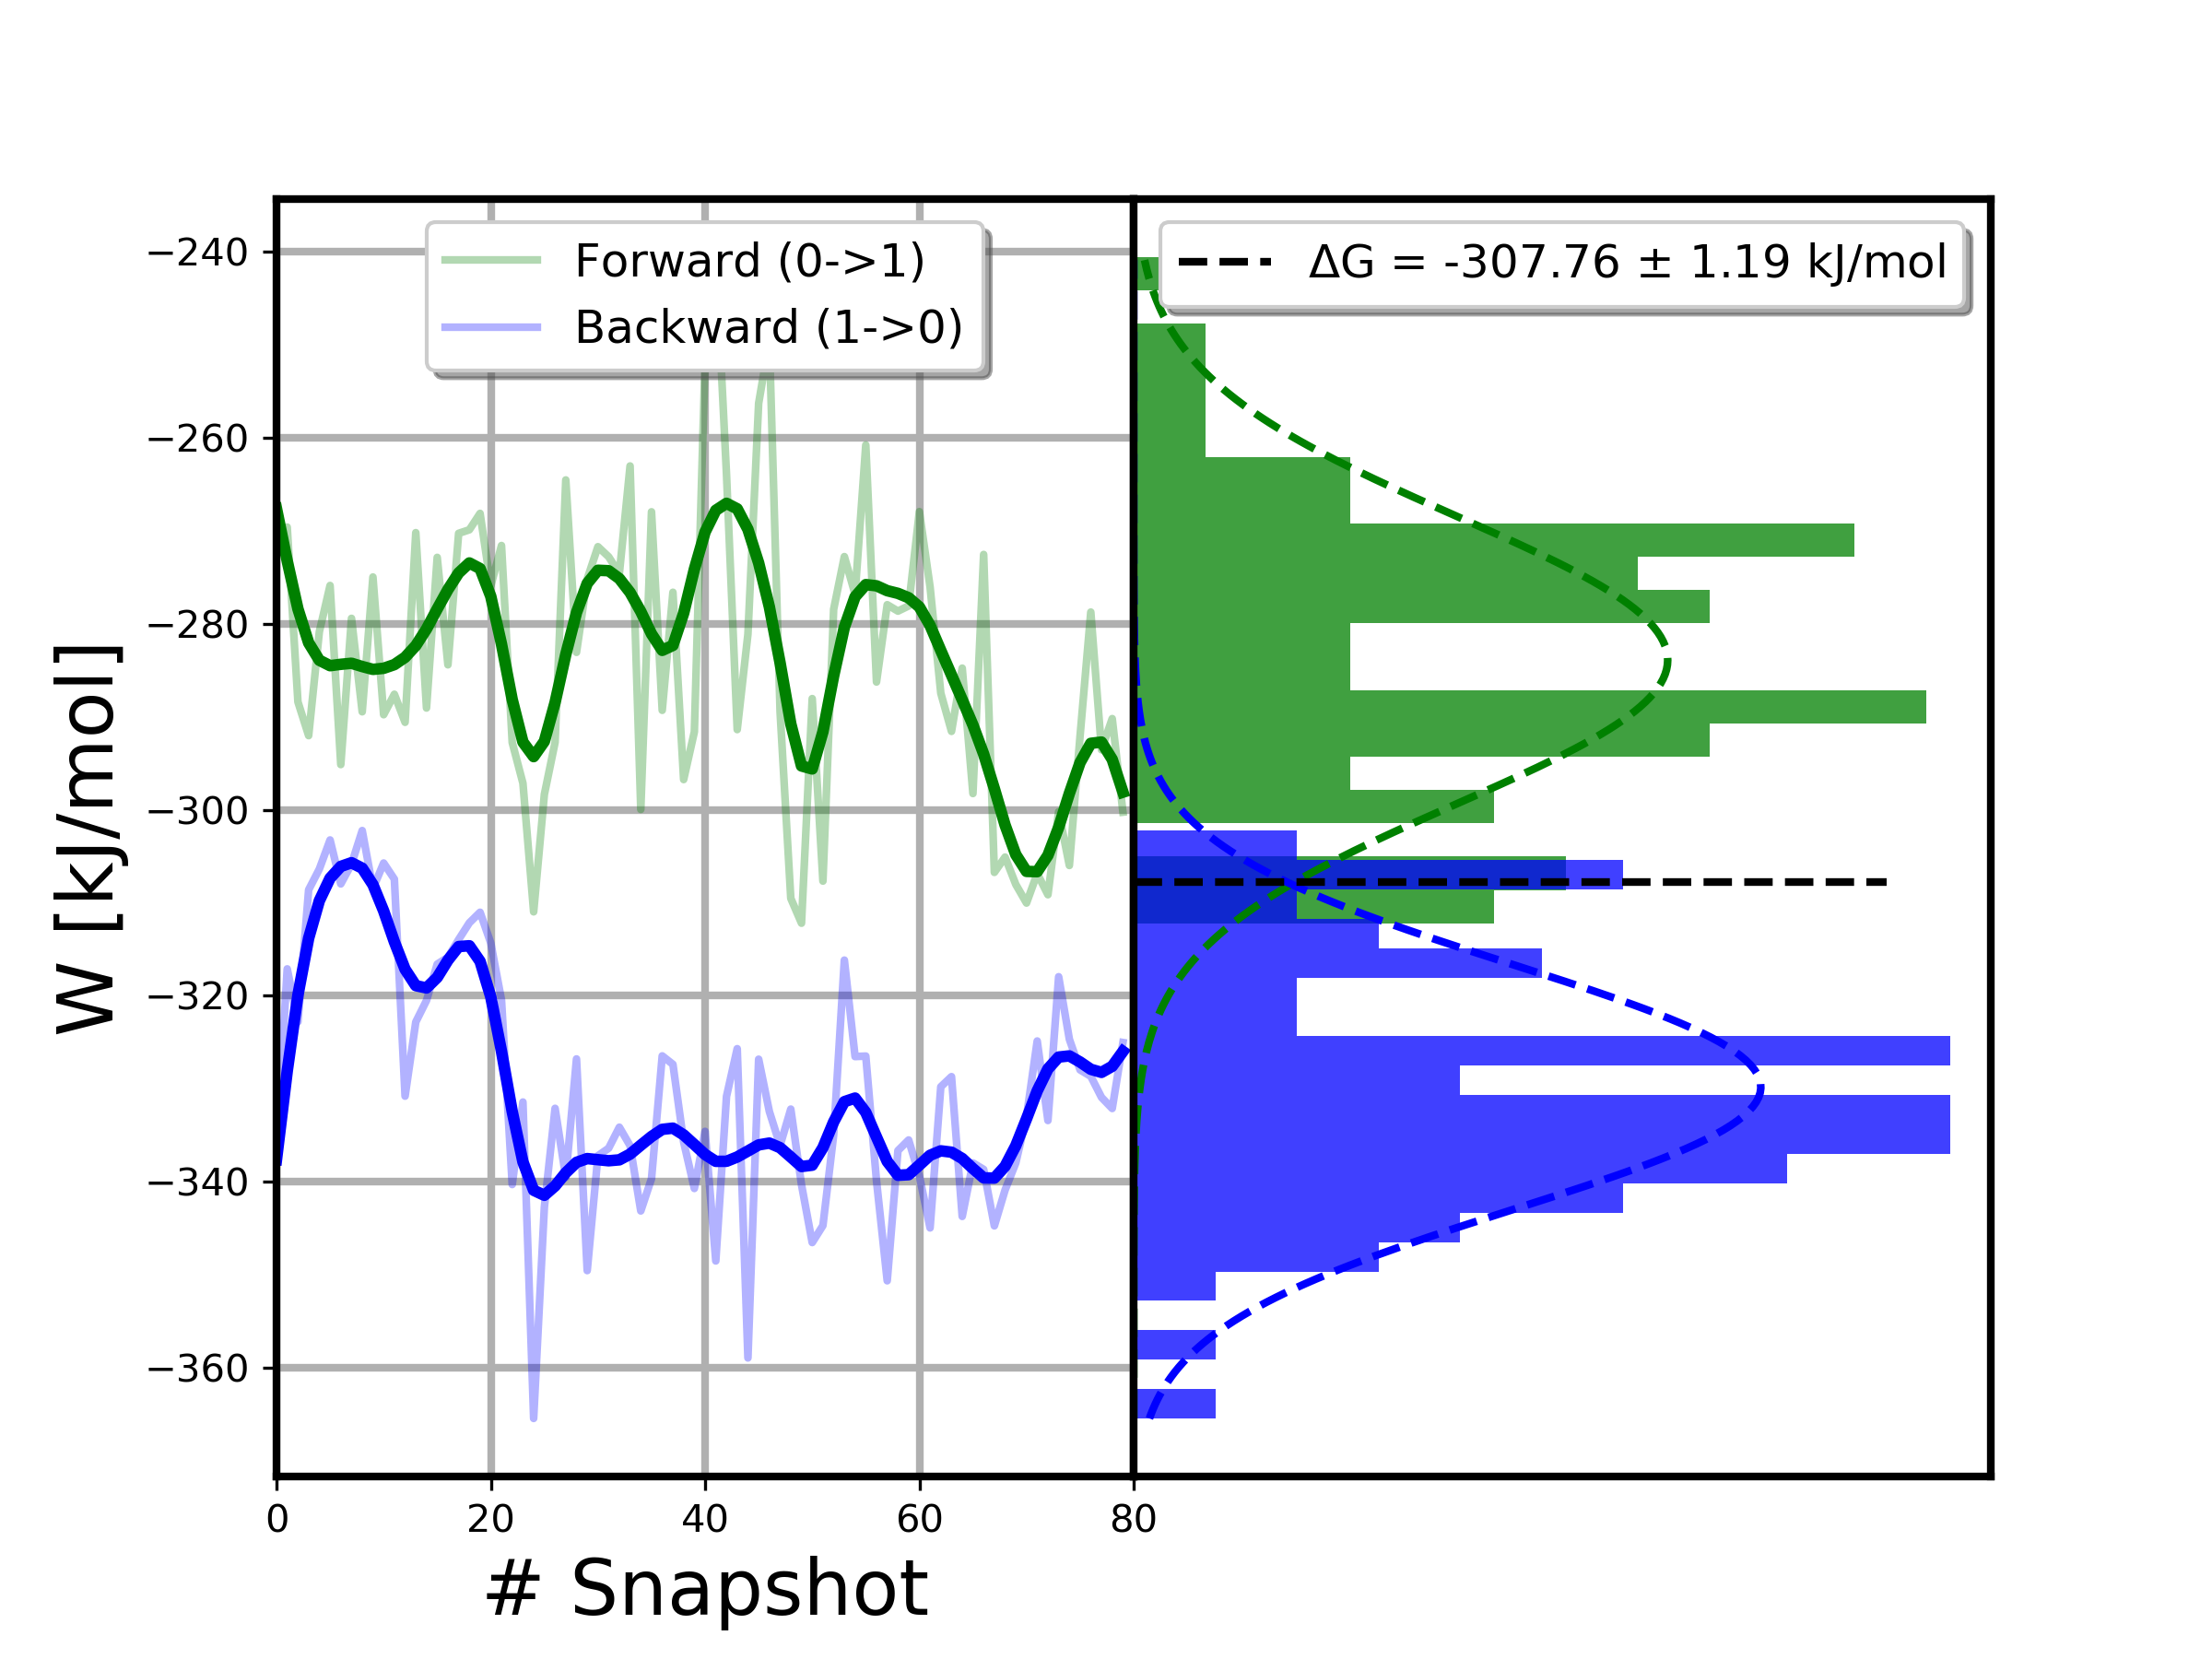 Forward (0->1)
Backward (1->0)
ΔG = -307.76 ± 1.19 kJ/mol
W [kJ/mol]
−240
−260
−280
−300
−320
−340
−360
0 20 40 60 80
# Snapshot